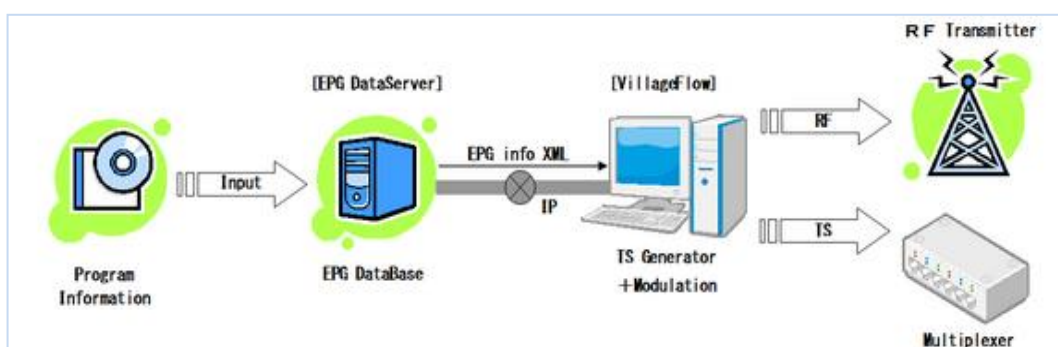 RF Transmitter
[EPG DataServer]
[VillageFlow]
EPG info XML
RF
Input
IP
TS
Program
Information
EPG DataBase
TS Generator
+Modulation
Multiplexer